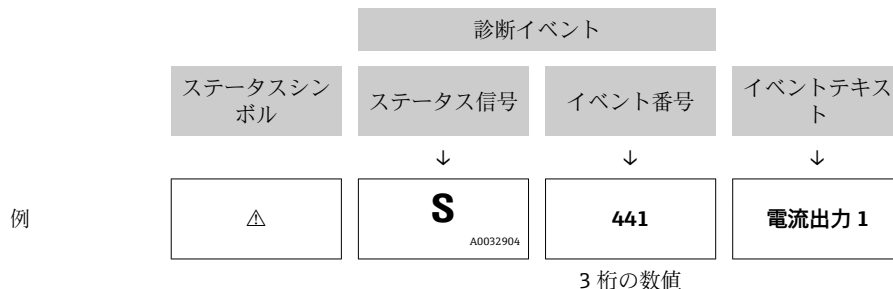 診断イベント
ステータスシン
ボル
ステータス信号
イベント番号
イベントテキス
ト
↓ ↓ ↓
例
⚠
S
A0032904
441
電流出力 1
3 桁の数値